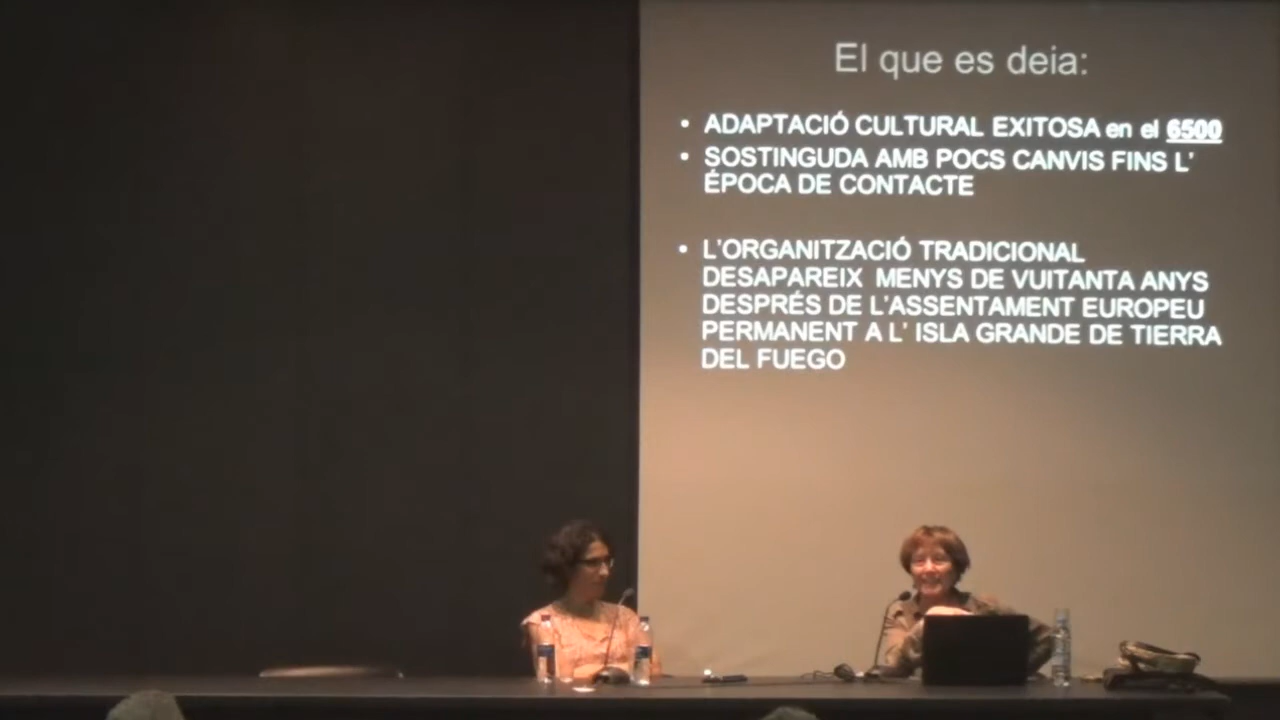 El que es deia:
• ADAPTACIÓ CULTURAL EXITOSA en el 6500
• SOSTINGUDA AMB POCS CANVIS FINS L'
ÉPOCA DE CONTACTE
• L'ORGANITZACIÓ TRADICIONAL
DESAPAREIX MENYS DE VUITANTA ANYS
DESPRÉS DE L'ASSENTAMENT EUROPEU
PERMANENT A L' ISLA GRANDE DE TIERRA
DEL FUEGO